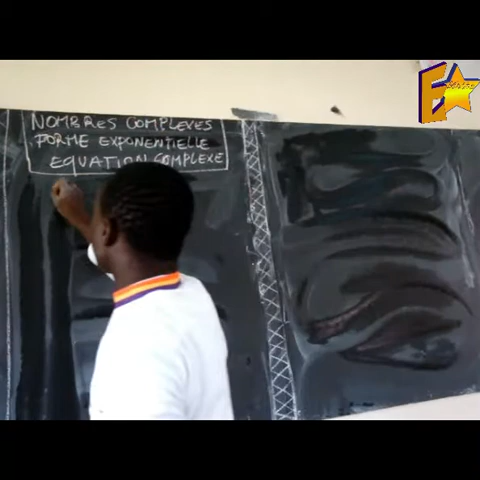 NOMBRES COMPLEXES
FORME EXPONENTIELLE
EQUATION COMPLEXE